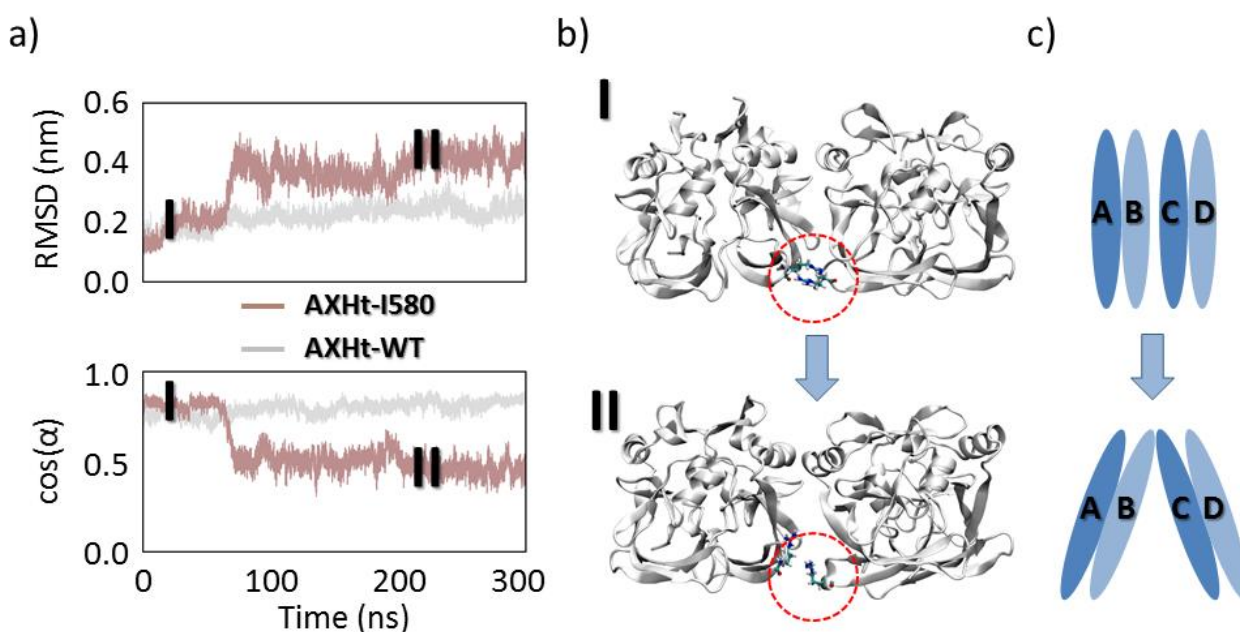 a)
b)
c)
RMSD (nm)
0.6
0.4
0.2
0.0
I
II
AXHt-I580
AXHt-WT
cos(α)
1.0
0.5
0.0
I
II
0 100 200 300
Time (ns)
I
II
A B C D
A B C D